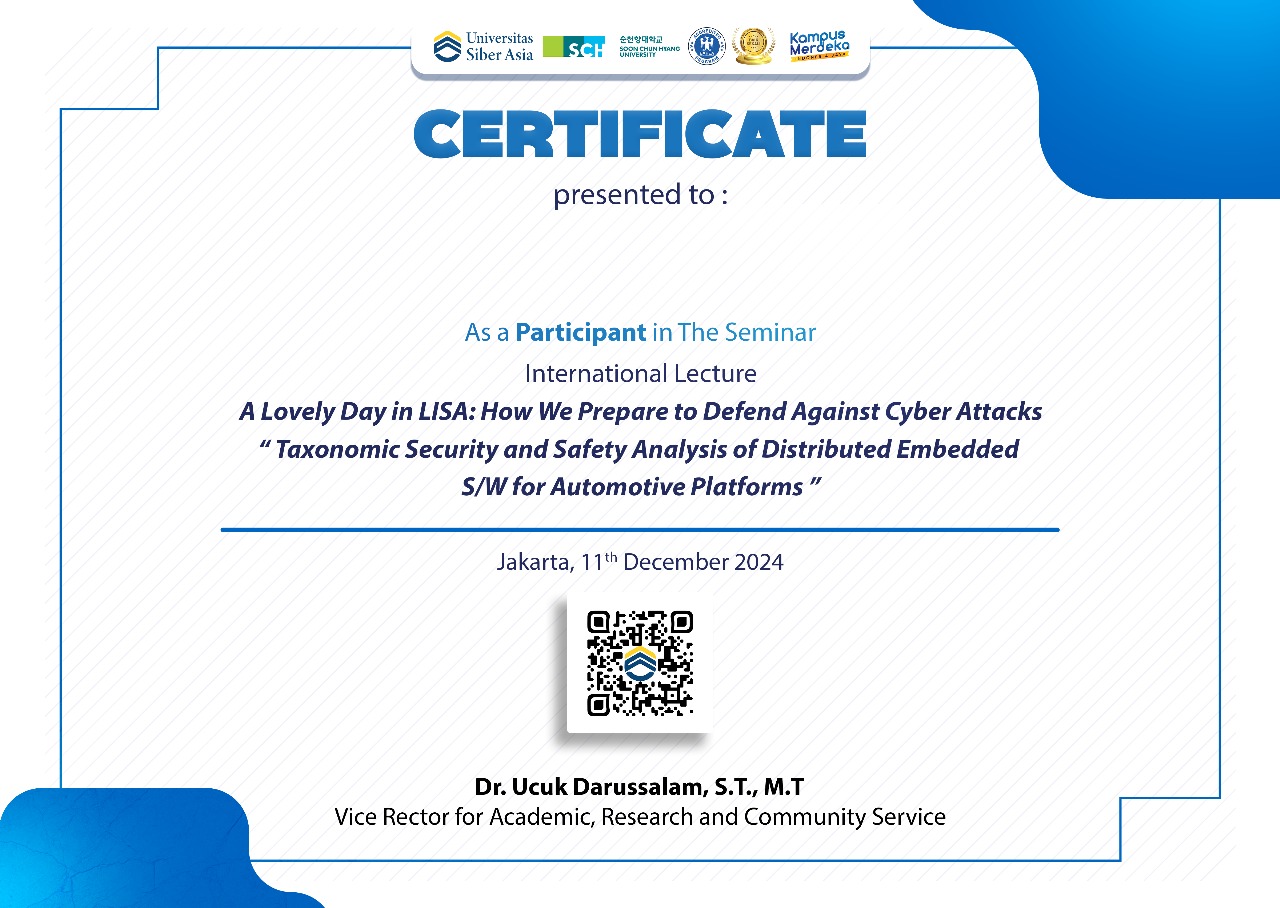 Universitas
Siber Asia
SCH
순천향대학교
SOON CHUN HYANG
UNIVERSITY
Kampus
Merdeka
CERTIFICATE
presented to :
As a Participant in The Seminar
International Lecture
A Lovely Day in LISA: How We Prepare to Defend Against Cyber Attacks
“ Taxonomic Security and Safety Analysis of Distributed Embedded
S/W for Automotive Platforms ”
Jakarta, 11th December 2024
Dr. Ucuk Darussalam, S.T., M.T
Vice Rector for Academic, Research and Community Service